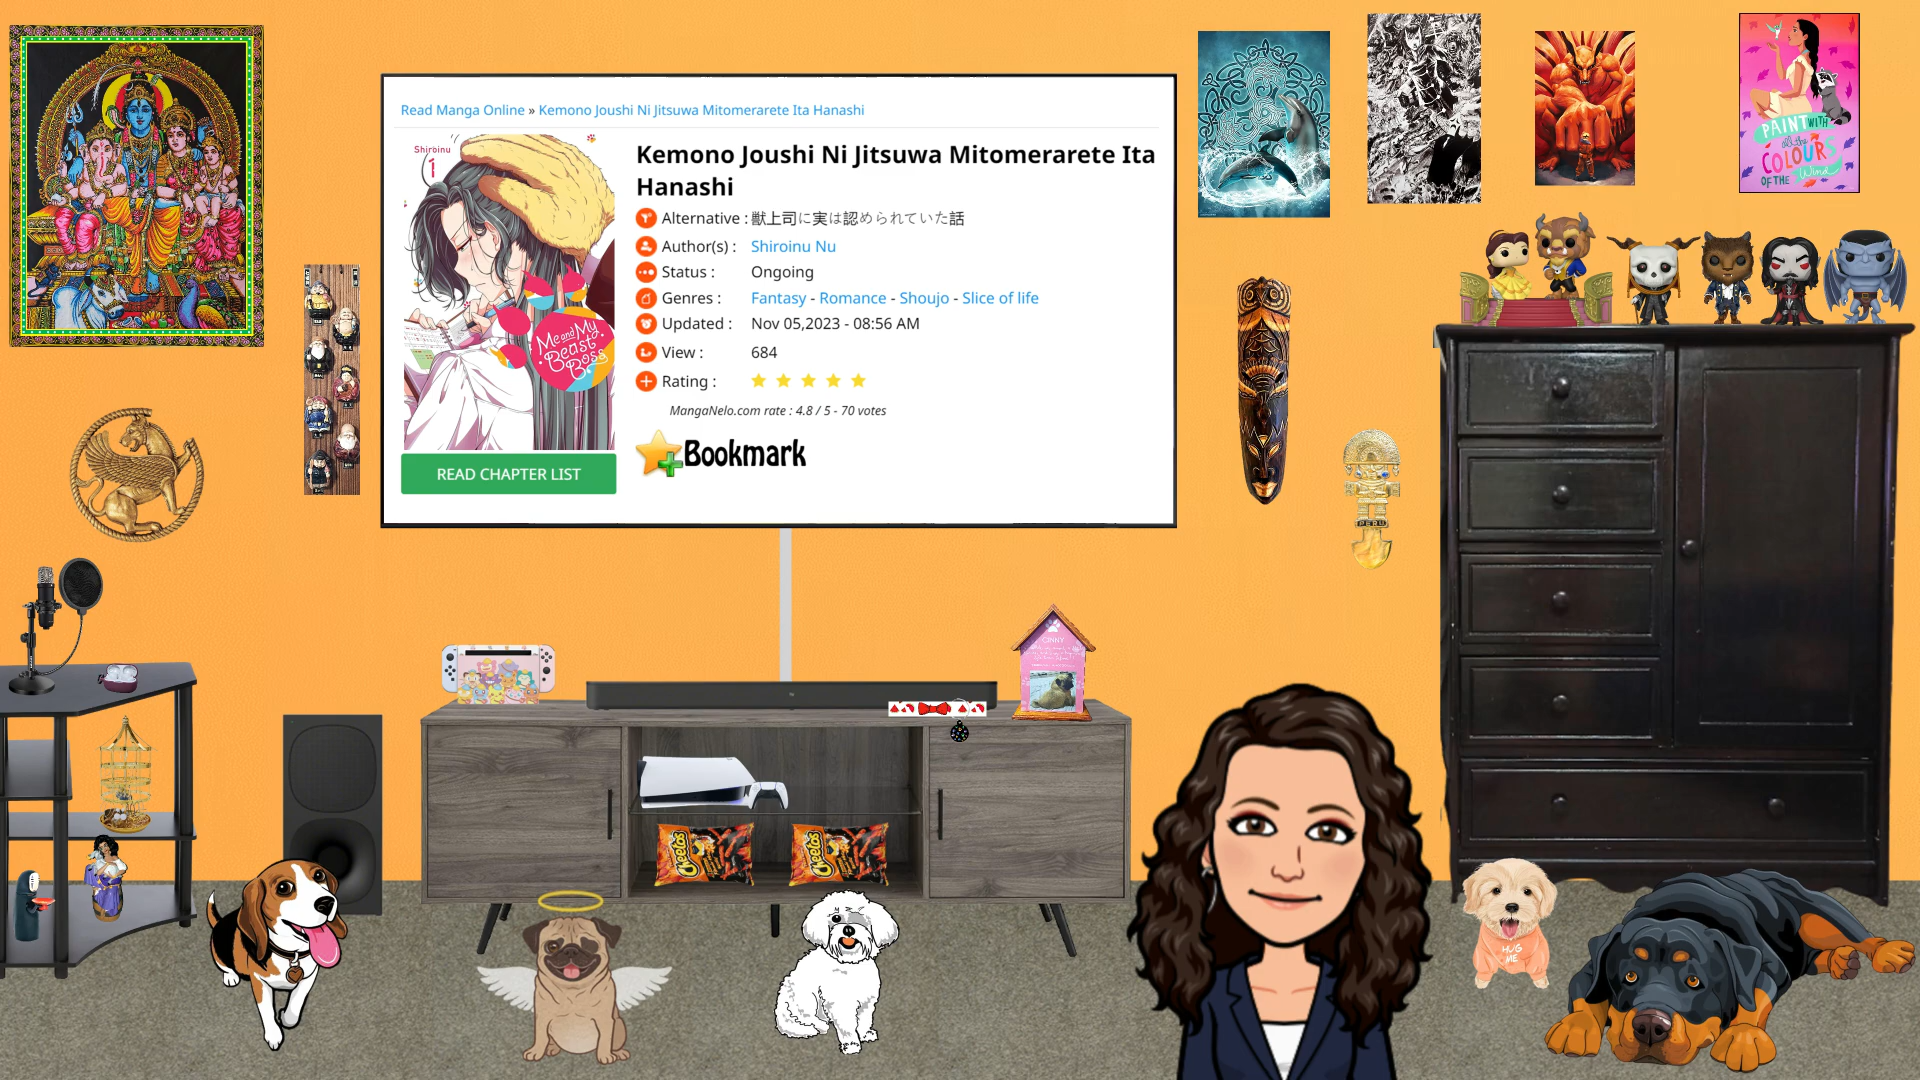 Read Manga Online » Kemono Joushi Ni Jitsuwa Mitomerarete Ita Hanashi
Shiroinu
1
Me and My
Beast
Boss
READ CHAPTER LIST
Kemono Joushi Ni Jitsuwa Mitomerarete Ita
Hanashi
Alternative : 獣上司に実は認められていた話
Author(s) : Shiroinu Nu
Status : Ongoing
Genres : Fantasy - Romance - Shoujo - Slice of life
Updated : Nov 05,2023 - 08:56 AM
View : 684
Rating :
MangaNelo.com rate : 4.8 / 5 - 70 votes
Bookmark
PAINT WITH
all the
COLOURS
OF THE Wind
PERU
CINNY
Cheetos
Cheetos
HUG
ME